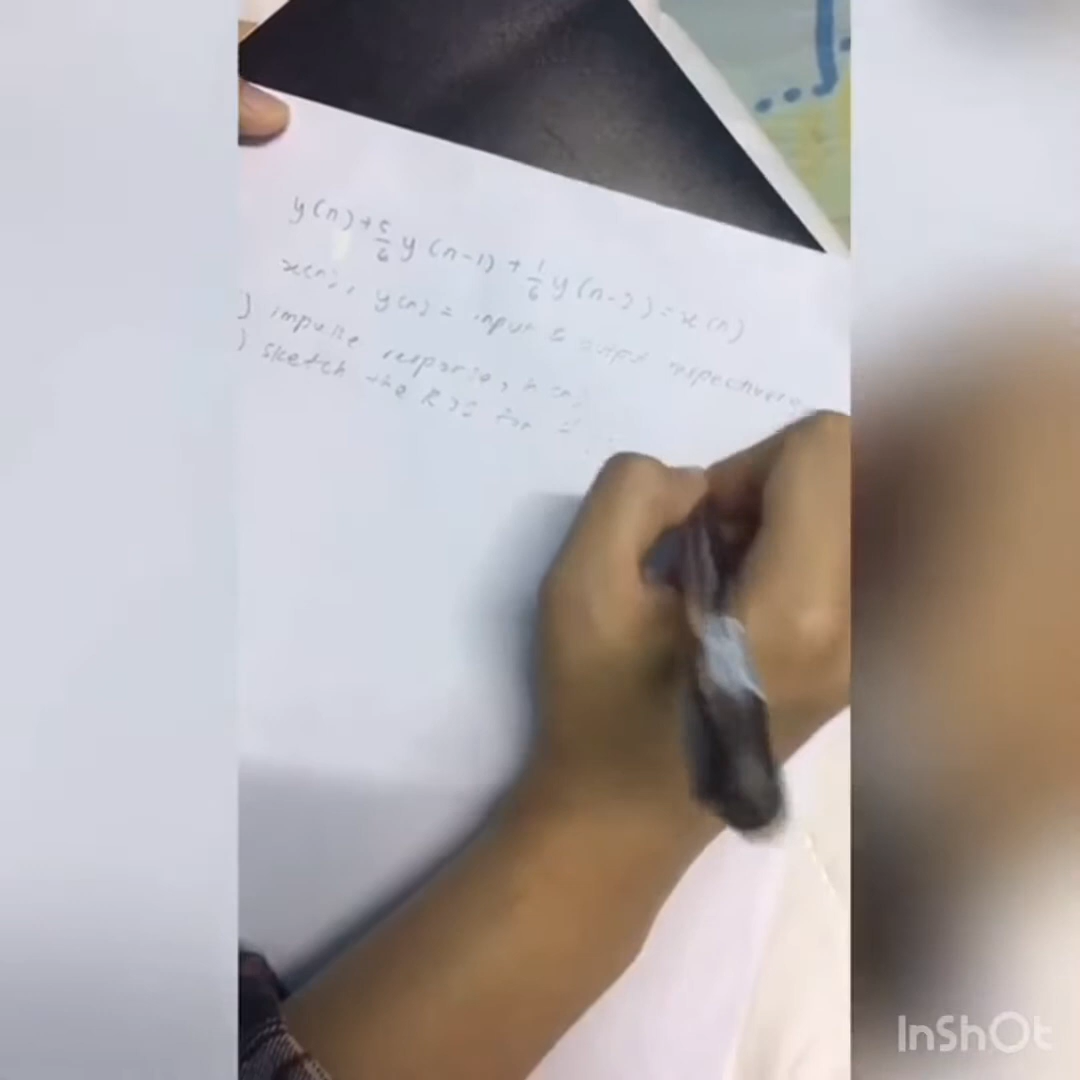 y(n)+5/6 y(n-1)+1/6 y(n-2)=x(n)
x(n), y(n) = input & output respectively
) impulse response, h(n)
) sketch the ROC for
InShOt